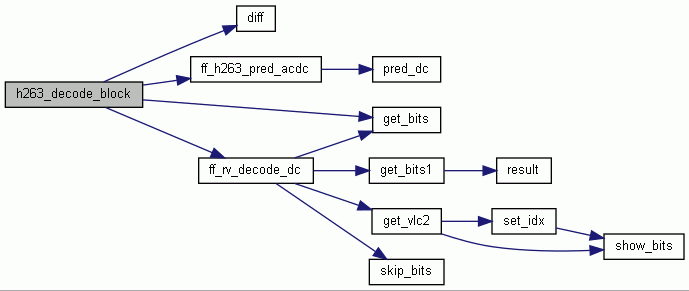 diff
ff_h263_pred_acdc
pred_dc
h263_decode_block
get_bits
ff_rv_decode_dc
get_bits1
result
get_vlc2
set_idx
show_bits
skip_bits